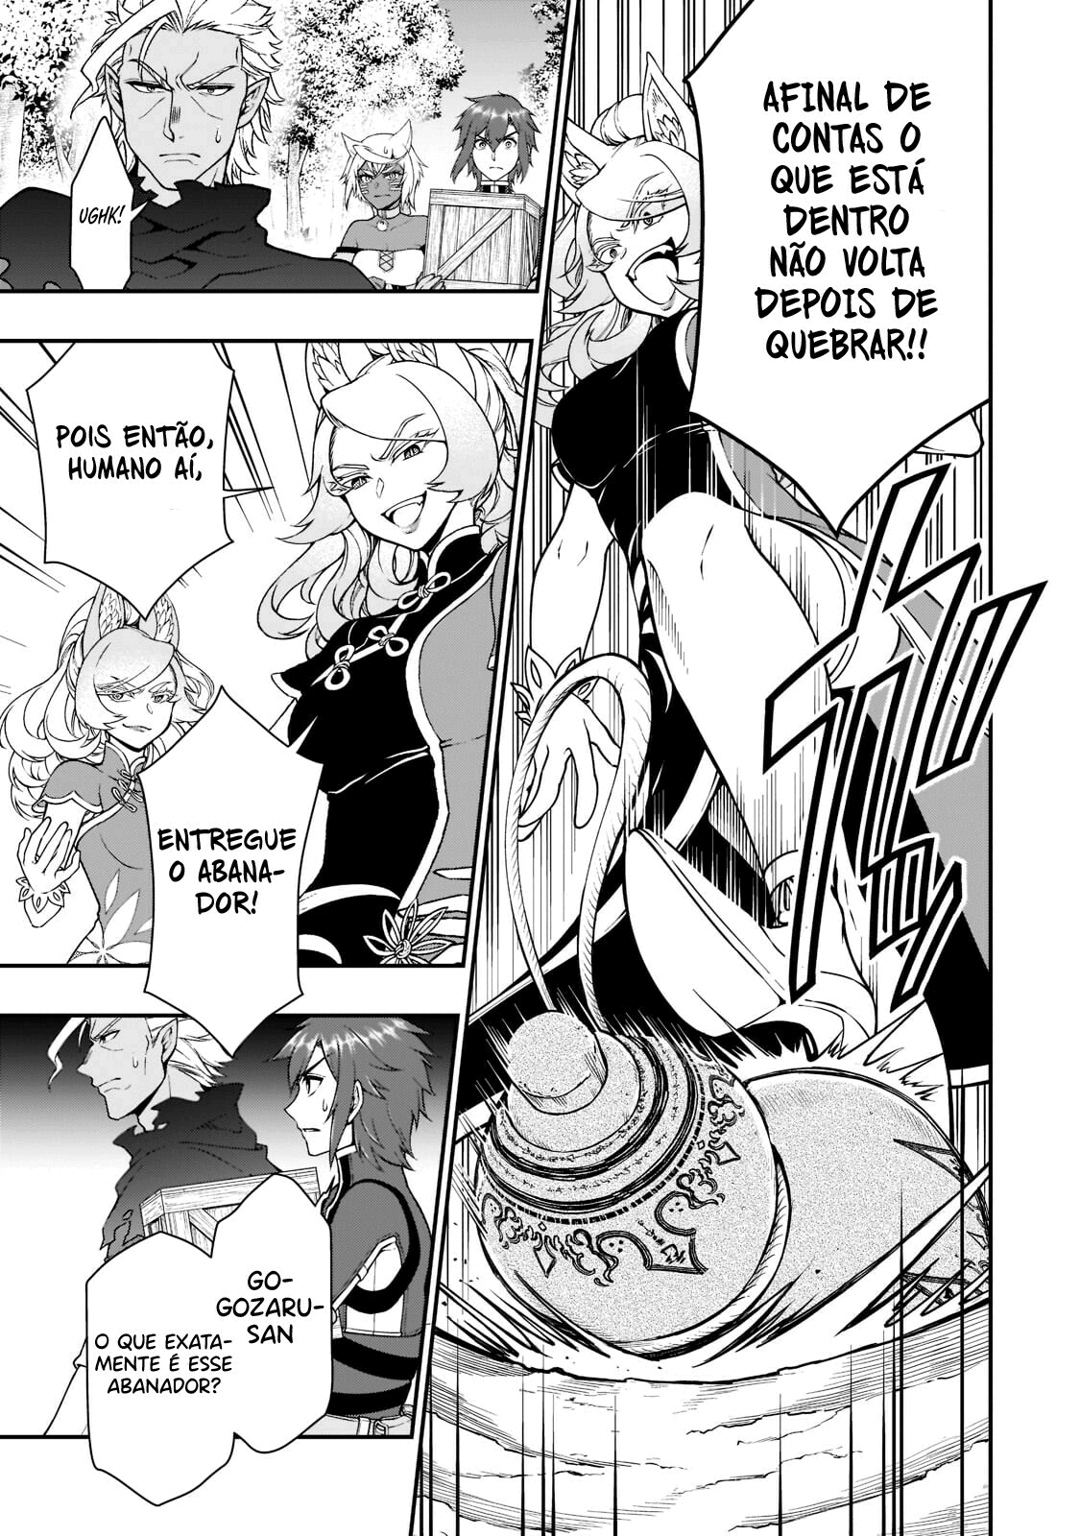 AFINAL DE
CONTAS O
QUE ESTÁ
DENTRO
NÃO VOLTA
DEPOIS DE
QUEBRAR!!
UGHK!
POIS ENTÃO,
HUMANO AÍ,
ENTREGUE
O ABANA-
DOR!
GO-
GOZARU-
SAN
O QUE EXATA-
MENTE É ESSE
ABANADOR?